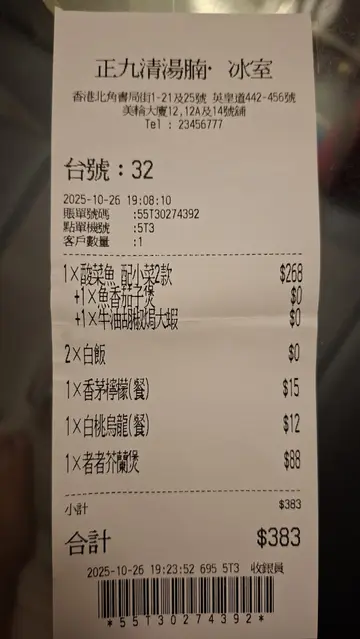 正九清湯腩· 冰室
香港北角書局街1-21及25號 英皇道442-456號
美輪大廈12,12A及14號舖
Tel : 23456777
台號：32
2025-10-26 19:08:10
賬單號碼 :55T30274392
點單機號 :5T3
客戶數量 :1
1×酸菜魚 配小菜2款 $268
+1×魚香茄子煲 $0
+1×牛油胡椒焗大蝦 $0
2×白飯 $0
1×香茅檸檬(餐) $15
1×白桃烏龍(餐) $12
1×者者芥蘭煲 $88
小計 $383
合計 $383
2025-10-26 19:23:52 695 5T3 收銀員
*55T30274392*